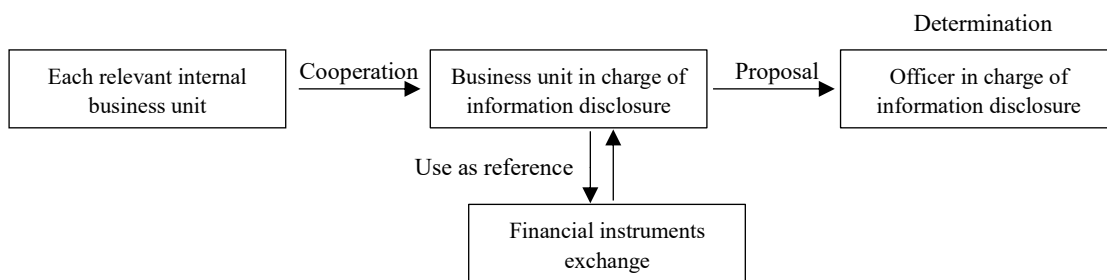 Determination
Each relevant internal
business unit
Cooperation
Business unit in charge of
information disclosure
Proposal
Officer in charge of
information disclosure
Use as reference
Financial instruments
exchange